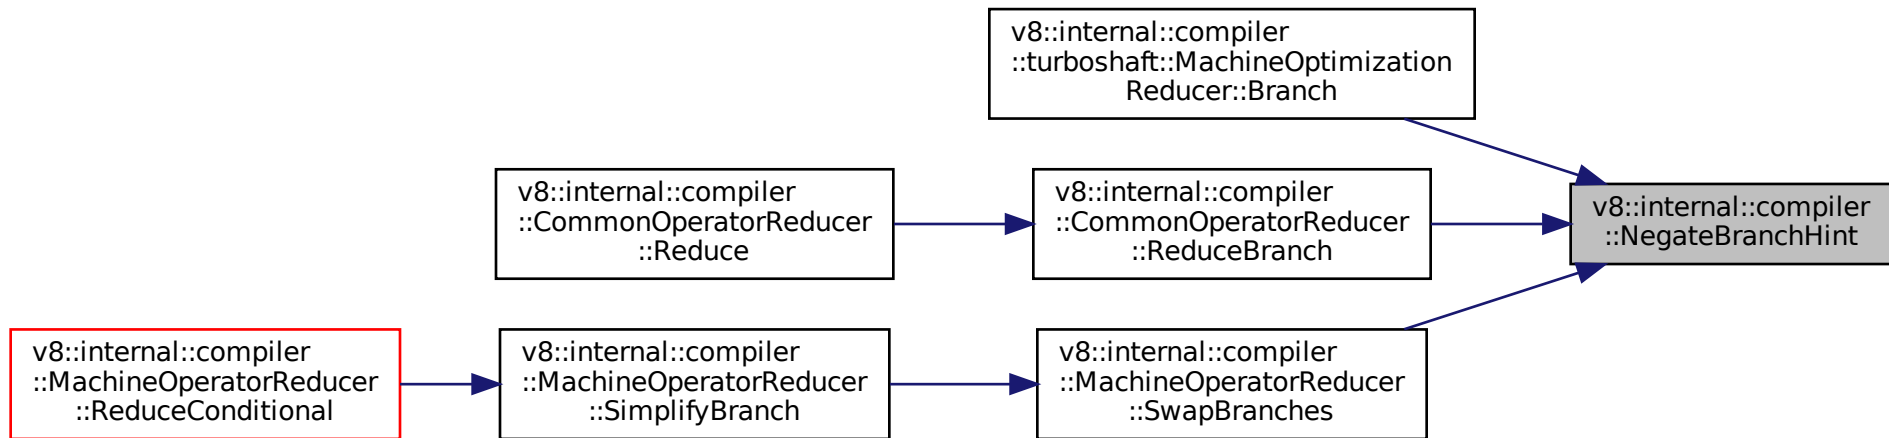 v8::internal::compiler
::turboshaft::MachineOptimization
Reducer::Branch
v8::internal::compiler
::CommonOperatorReducer
::Reduce
v8::internal::compiler
::CommonOperatorReducer
::ReduceBranch
v8::internal::compiler
::NegateBranchHint
v8::internal::compiler
::MachineOperatorReducer
::ReduceConditional
v8::internal::compiler
::MachineOperatorReducer
::SimplifyBranch
v8::internal::compiler
::MachineOperatorReducer
::SwapBranches